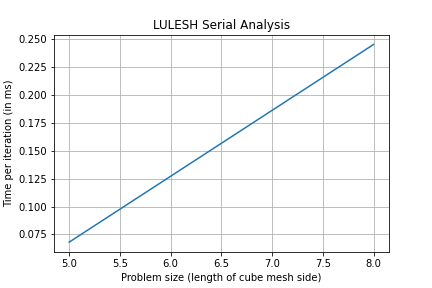 LULESH Serial Analysis
Time per iteration (in ms)
0.250
0.225
0.200
0.175
0.150
0.125
0.100
0.075
5.0 5.5 6.0 6.5 7.0 7.5 8.0
Problem size (length of cube mesh side)